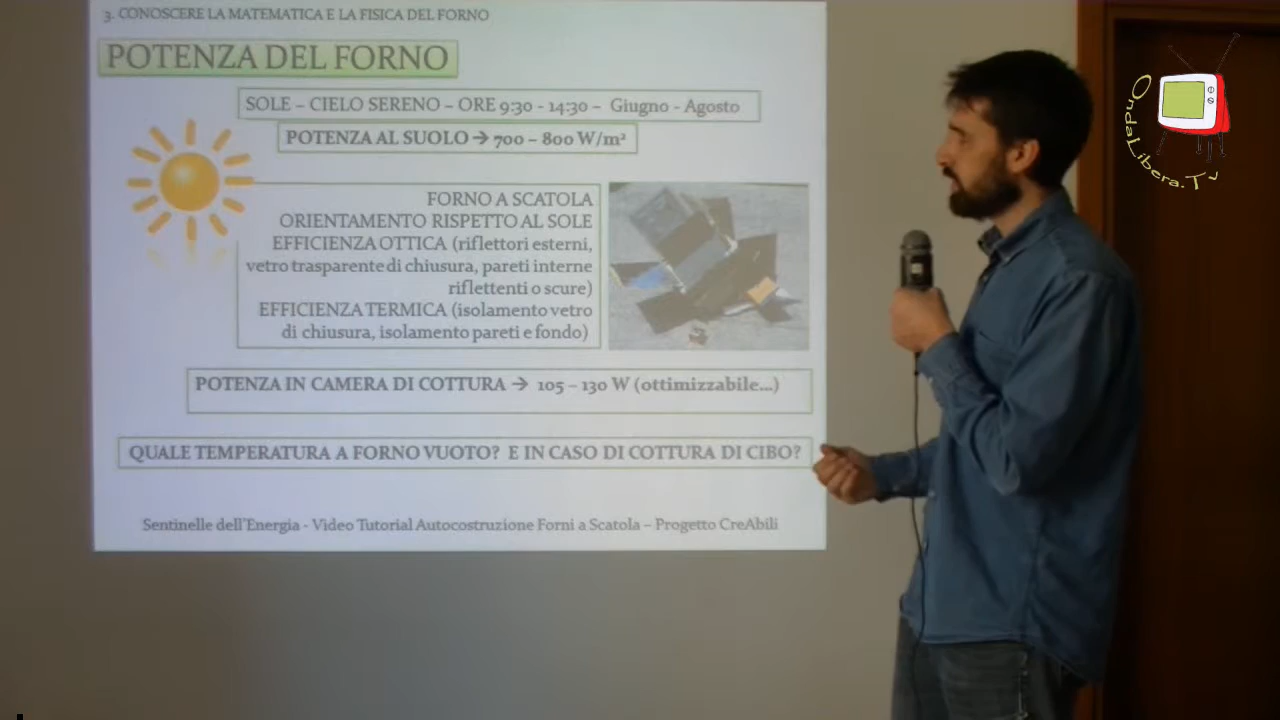 3. CONOSCERE LA MATEMATICA E LA FISICA DEL FORNO
POTENZA DEL FORNO
SOLE – CIELO SERENO – ORE 9:30 - 14:30 – Giugno - Agosto
POTENZA AL SUOLO → 700 – 800 W/m²
FORNO A SCATOLA
ORIENTAMENTO RISPETTO AL SOLE
EFFICIENZA OTTICA (riflettori esterni,
vetro trasparente di chiusura, pareti interne
riflettenti o scure)
EFFICIENZA TERMICA (isolamento vetro
di chiusura, isolamento pareti e fondo)
POTENZA IN CAMERA DI COTTURA → 105 – 130 W (ottimizzabile...)
QUALE TEMPERATURA A FORNO VUOTO? E IN CASO DI COTTURA DI CIBO?
Sentinelle dell'Energia - Video Tutorial Autocostruzione Forni a Scatola – Progetto CreAbili
OndaLibera.Tv